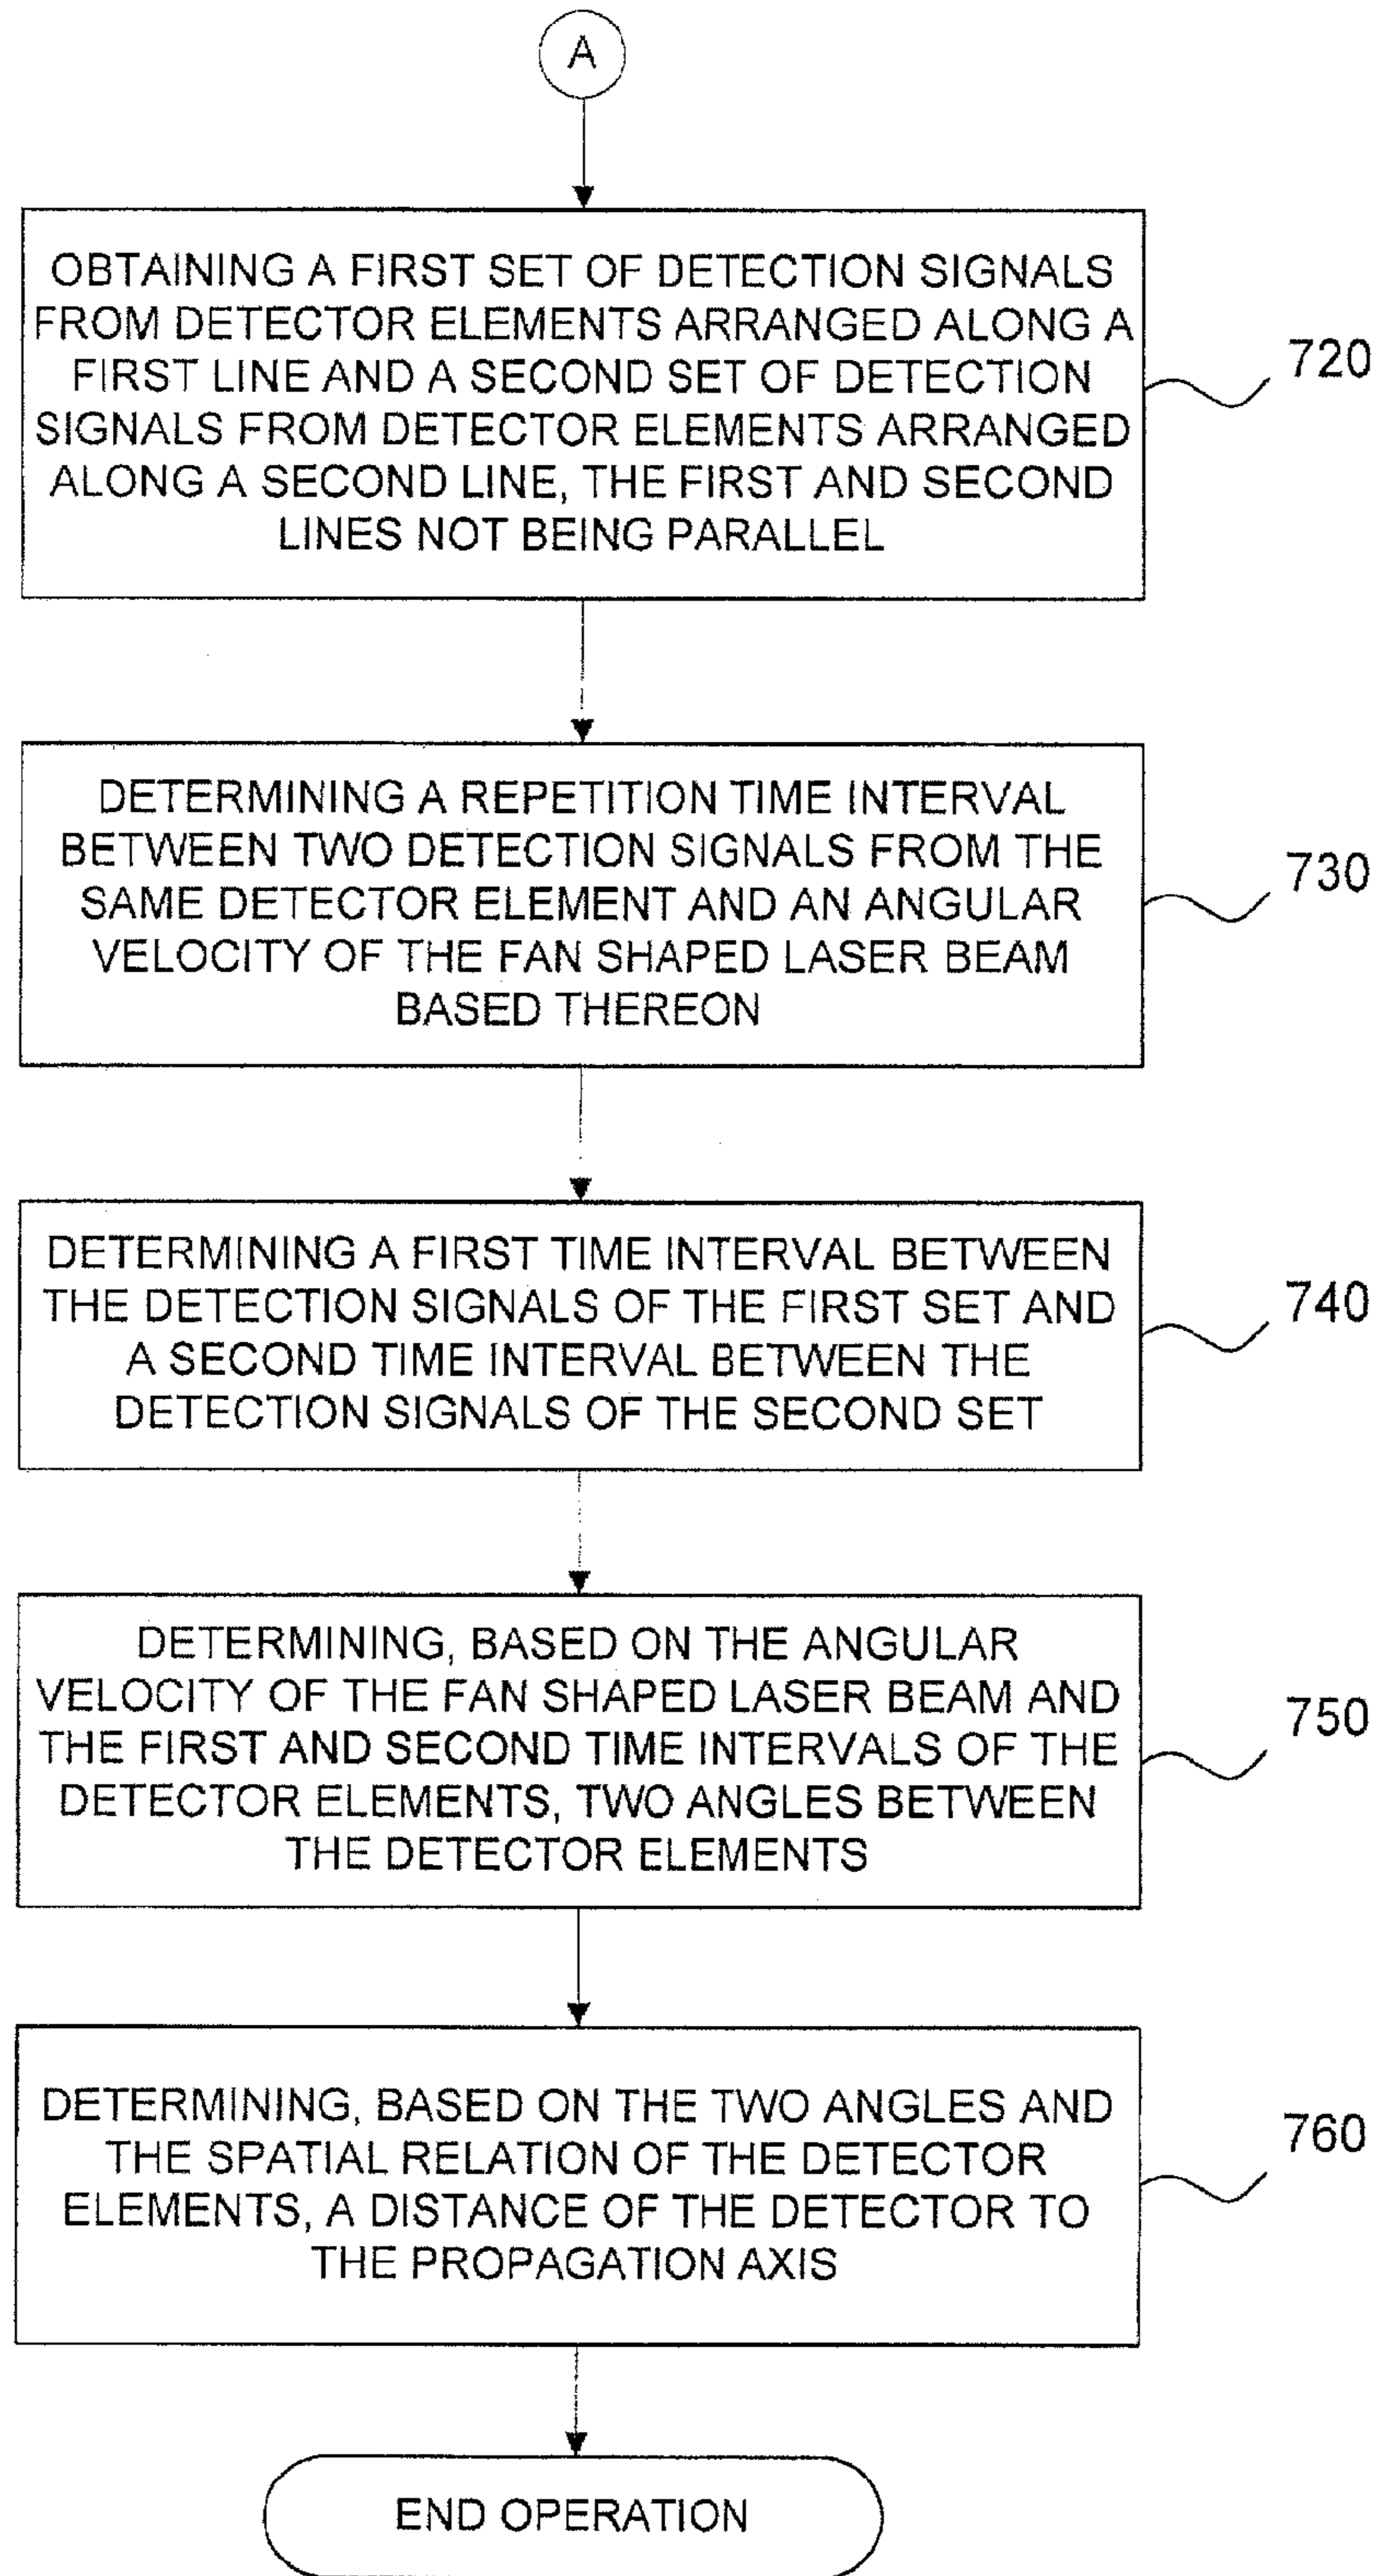 A
OBTAINING A FIRST SET OF DETECTION SIGNALS
FROM DETECTOR ELEMENTS ARRANGED ALONG A
FIRST LINE AND A SECOND SET OF DETECTION
SIGNALS FROM DETECTOR ELEMENTS ARRANGED
ALONG A SECOND LINE, THE FIRST AND SECOND
LINES NOT BEING PARALLEL
720
DETERMINING A REPETITION TIME INTERVAL
BETWEEN TWO DETECTION SIGNALS FROM THE
SAME DETECTOR ELEMENT AND AN ANGULAR
VELOCITY OF THE FAN SHAPED LASER BEAM
BASED THEREON
730
DETERMINING A FIRST TIME INTERVAL BETWEEN
THE DETECTION SIGNALS OF THE FIRST SET AND
A SECOND TIME INTERVAL BETWEEN THE
DETECTION SIGNALS OF THE SECOND SET
740
DETERMINING, BASED ON THE ANGULAR
VELOCITY OF THE FAN SHAPED LASER BEAM AND
THE FIRST AND SECOND TIME INTERVALS OF THE
DETECTOR ELEMENTS, TWO ANGLES BETWEEN
THE DETECTOR ELEMENTS
750
DETERMINING, BASED ON THE TWO ANGLES AND
THE SPATIAL RELATION OF THE DETECTOR
ELEMENTS, A DISTANCE OF THE DETECTOR TO
THE PROPAGATION AXIS
760
END OPERATION